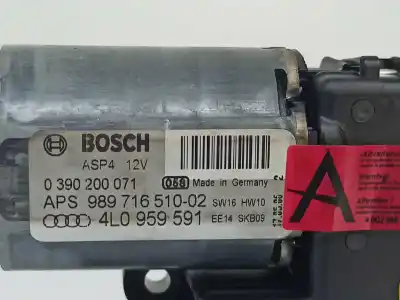 BOSCH
ASP4 12V
0 390 200 071
Made in Germany
APS 989 716 510-02 SW16 HW10
4L0 959 591 EE14 SKB09
A